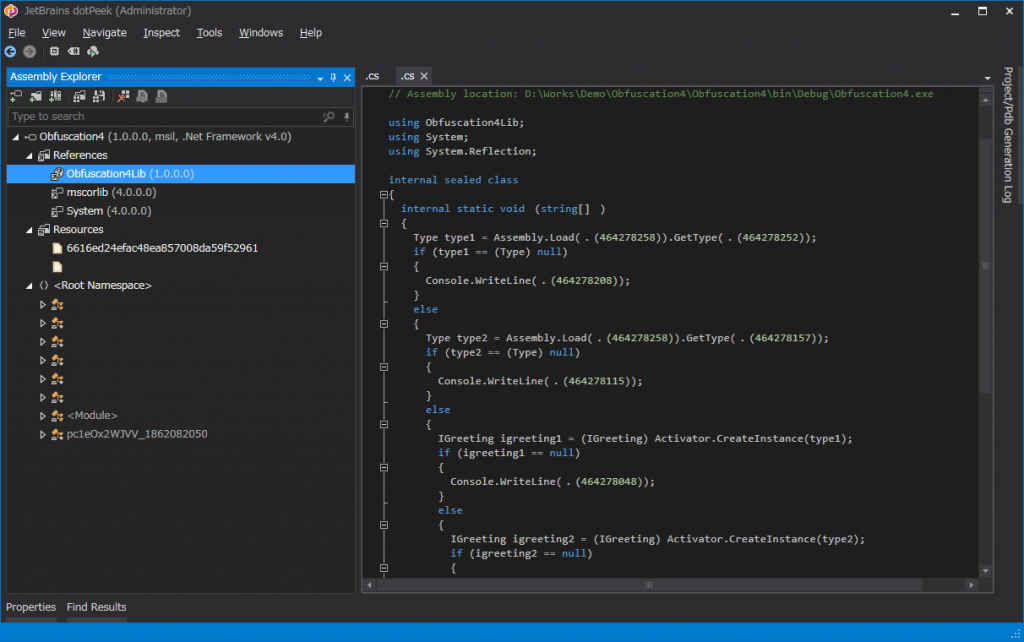 JetBrains dotPeek (Administrator)
File View Navigate Inspect Tools Windows Help
Assembly Explorer
Type to search
Obfuscation4 (1.0.0.0, msil, .Net Framework v4.0)
References
Obfuscation4Lib (1.0.0.0)
mscorlib (4.0.0.0)
System (4.0.0.0)
Resources
6616ed24efac48ea857008da59f52961
<Root Namespace>
<Module>
pc1eOx2WJVV_1862082050
.cs .cs
// Assembly location: D:\Works\Demo\Obfuscation4\Obfuscation4\bin\Debug\Obfuscation4.exe
using Obfuscation4Lib;
using System;
using System.Reflection;
internal sealed class
{
internal static void (string[] )
{
Type type1 = Assembly.Load( . (464278258)).GetType( . (464278252));
if (type1 == (Type) null)
{
Console.WriteLine( . (464278208));
}
else
{
Type type2 = Assembly.Load( . (464278258)).GetType( . (464278157));
if (type2 == (Type) null)
{
Console.WriteLine( . (464278115));
}
else
{
IGreeting igreeting1 = (IGreeting) Activator.CreateInstance(type1);
if (igreeting1 == null)
{
Console.WriteLine( . (464278048));
}
else
{
IGreeting igreeting2 = (IGreeting) Activator.CreateInstance(type2);
if (igreeting2 == null)
{
Project/Pdb Generation Log
Properties Find Results